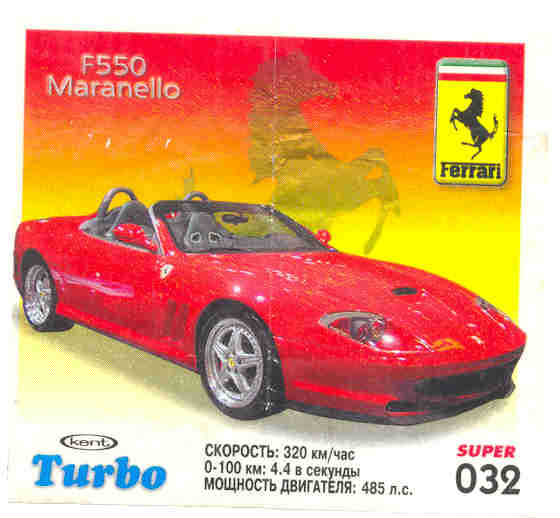 F550
Maranello
Ferrari
kent
Turbo
СКОРОСТЬ: 320 км/час
0-100 км: 4.4 в секунды
МОЩНОСТЬ ДВИГАТЕЛЯ: 485 л.с.
SUPER
032